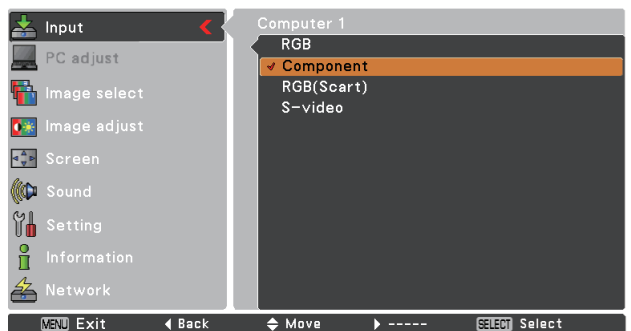 Input
PC adjust
Image select
Image adjust
Screen
Sound
Setting
Information
Network
Computer 1
RGB
Component
RGB(Scart)
S-video
MENU Exit Back Move ----- SELECT Select